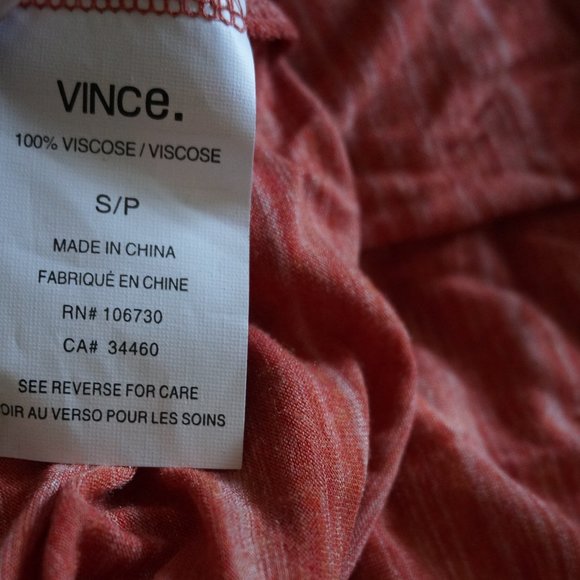 VINCe.
100% VISCOSE / VISCOSE
S/P
MADE IN CHINA
FABRIQUÉ EN CHINE
RN# 106730
CA# 34460
SEE REVERSE FOR CARE
OIR AU VERSO POUR LES SOINS